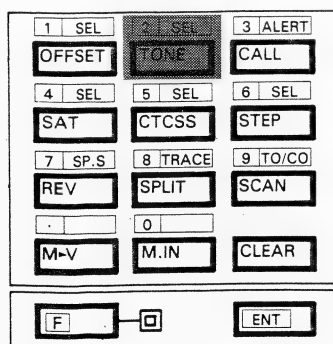 1 SEL 2 SEL 3 ALERT
OFFSET TONE CALL
4 SEL 5 SEL 6 SEL
SAT CTCSS STEP
7 SP.S 8 TRACE 9 TO/CO
REV SPLIT SCAN
. 0
M►V M.IN CLEAR
F ENT